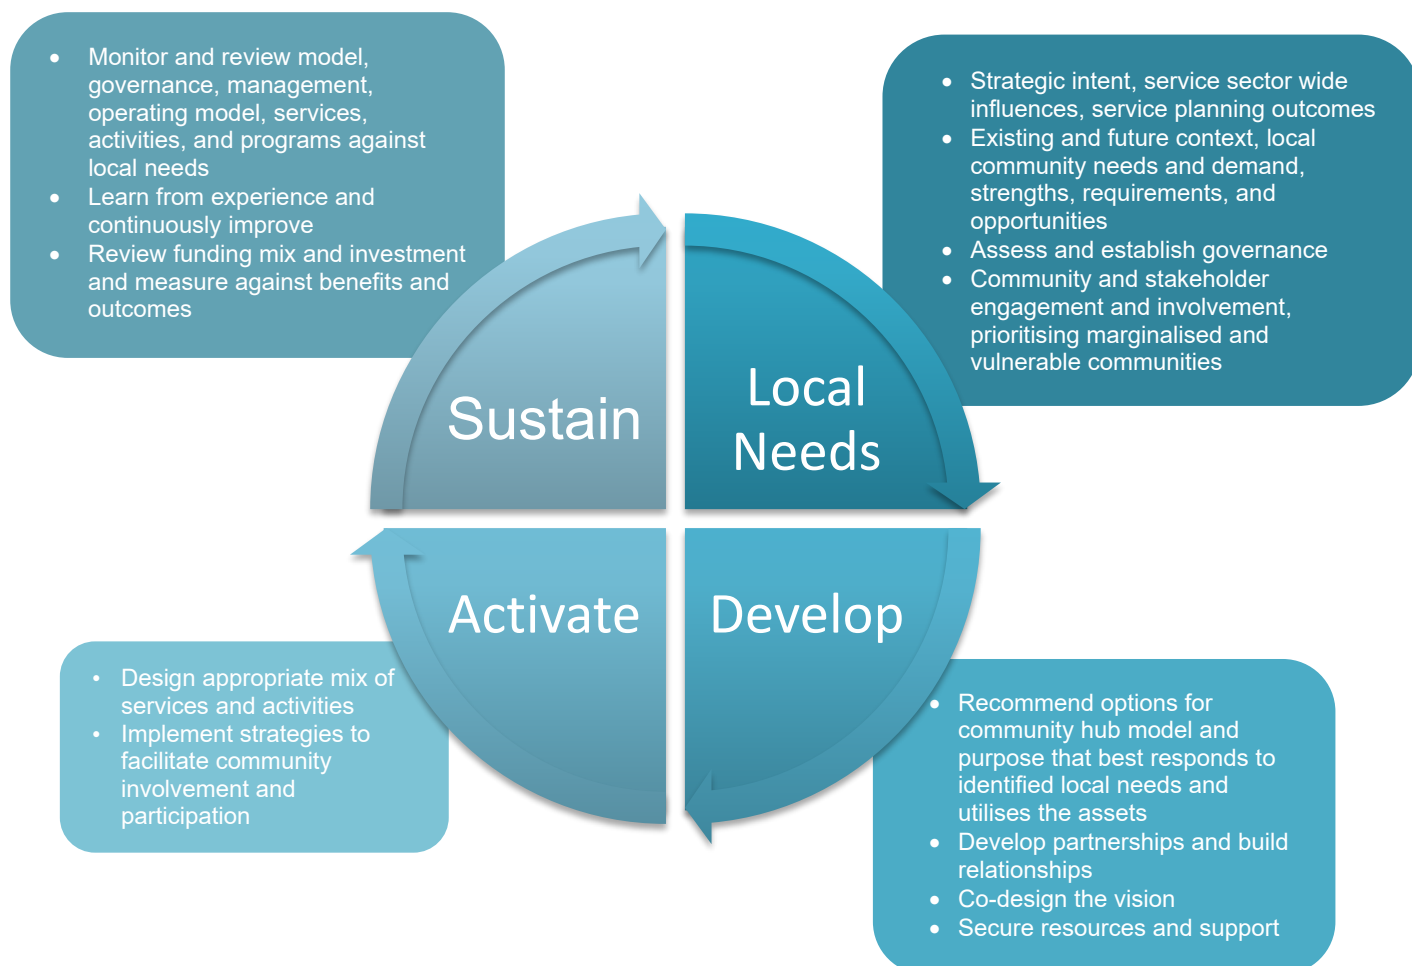 • Monitor and review model,
governance, management,
operating model, services,
activities, and programs against
local needs
• Learn from experience and
continuously improve
• Review funding mix and investment
and measure against benefits and
outcomes
• Strategic intent, service sector wide
influences, service planning outcomes
• Existing and future context, local
community needs and demand,
strengths, requirements, and
opportunities
• Assess and establish governance
• Community and stakeholder
engagement and involvement,
prioritising marginalised and
vulnerable communities
Sustain
Local
Needs
Activate
Develop
• Design appropriate mix of
services and activities
• Implement strategies to
facilitate community
involvement and
participation
• Recommend options for
community hub model and
purpose that best responds to
identified local needs and
utilises the assets
• Develop partnerships and build
relationships
• Co-design the vision
• Secure resources and support